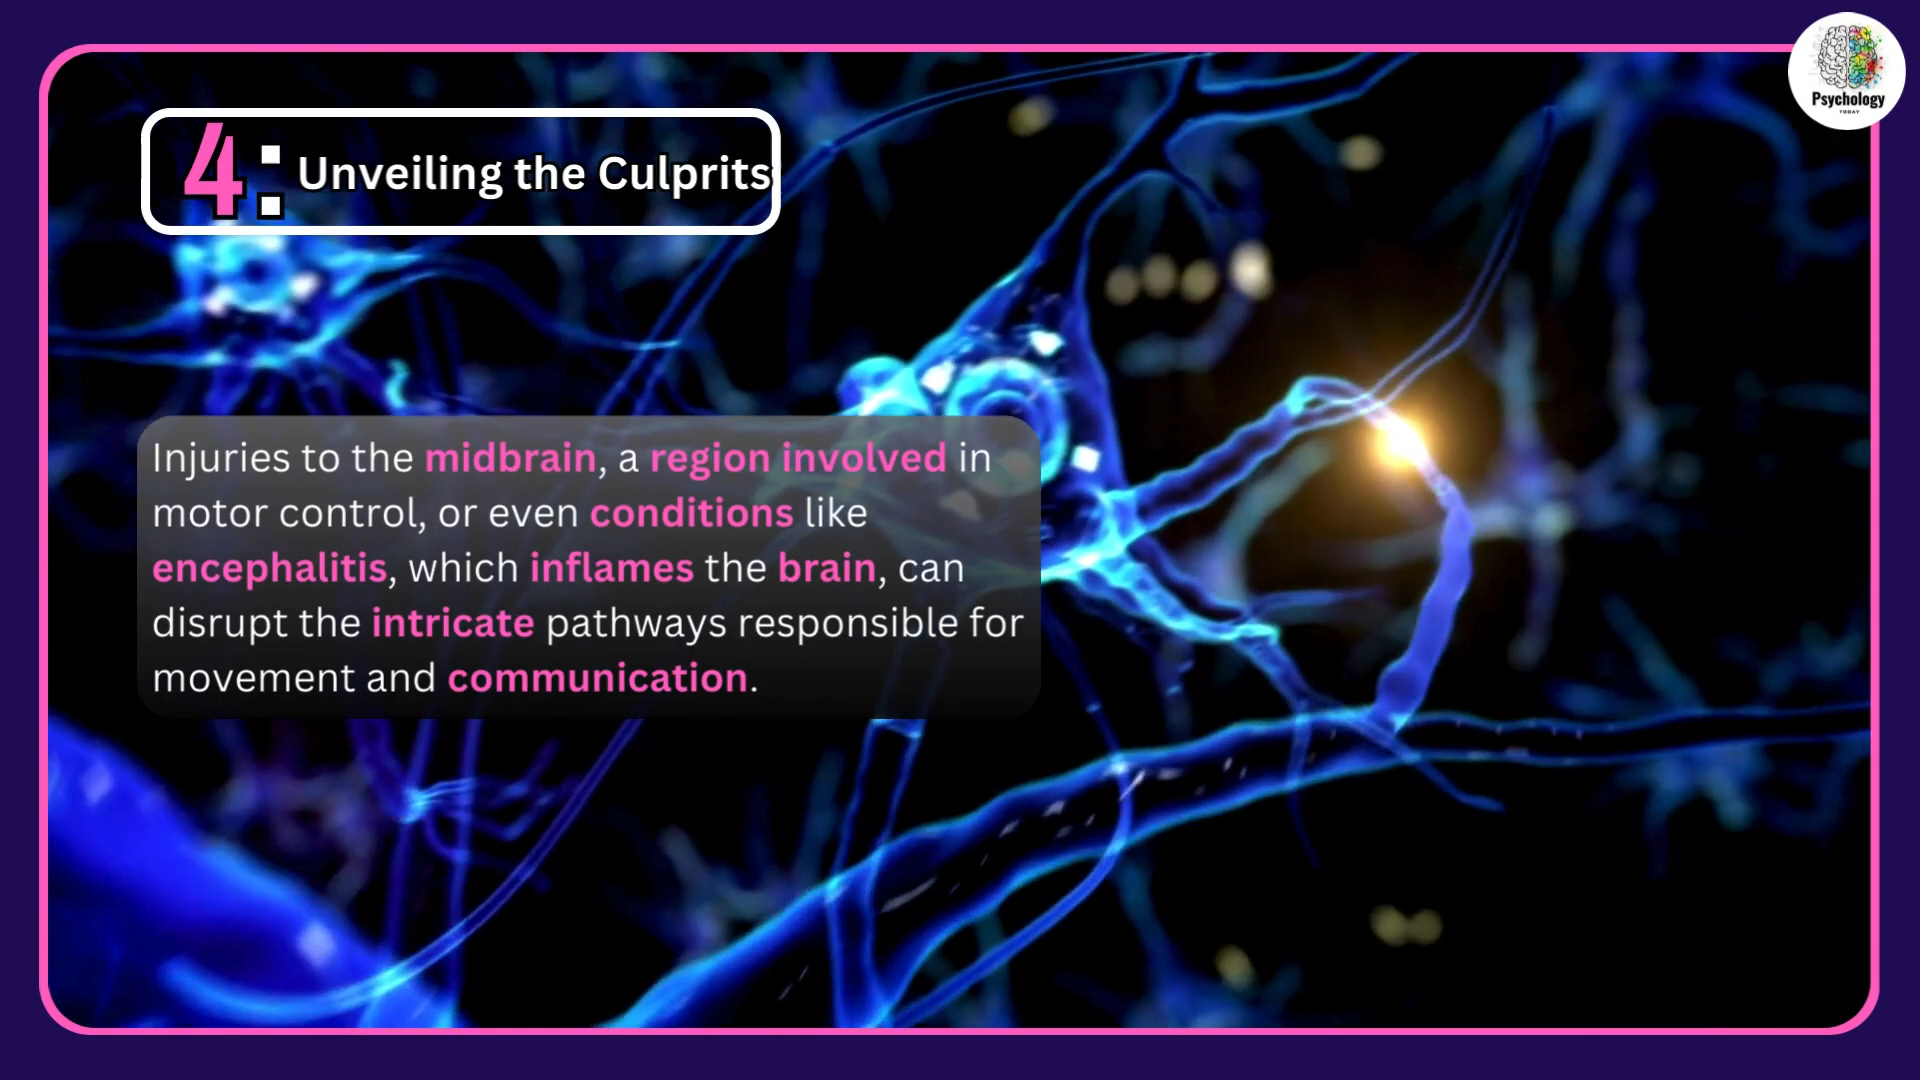 Psychology
TODAY
4: Unveiling the Culprits
Injuries to the midbrain, a region involved in
motor control, or even conditions like
encephalitis, which inflames the brain, can
disrupt the intricate pathways responsible for
movement and communication.